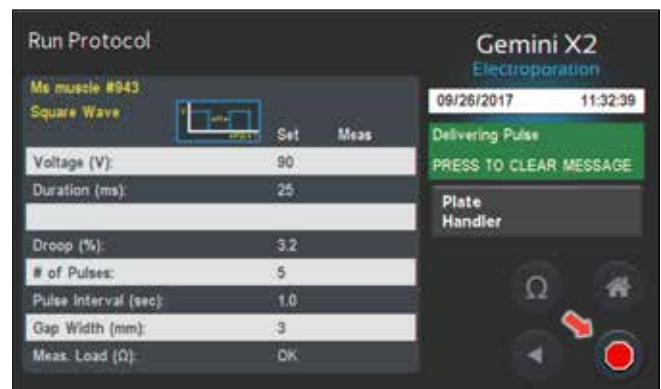 Run Protocol
Gemini X2
Electroporation
Ms muscle #943
Square Wave
Set Meas
09/26/2017 11:32:39
Delivering Pulse
PRESS TO CLEAR MESSAGE
Voltage (V): 90
Duration (ms): 25
Plate
Handler
Droop (%): 3.2
# of Pulses: 5
Pulse Interval (sec): 1.0
Gap Width (mm): 3
Meas. Load (Ω): OK
Ω